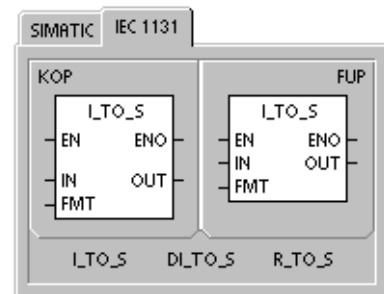 SIMATIC IEC 1131
KOP FUP
I_TO_S I_TO_S
EN ENO EN ENO
IN OUT IN OUT
FMT FMT
I_TO_S DI_TO_S R_TO_S